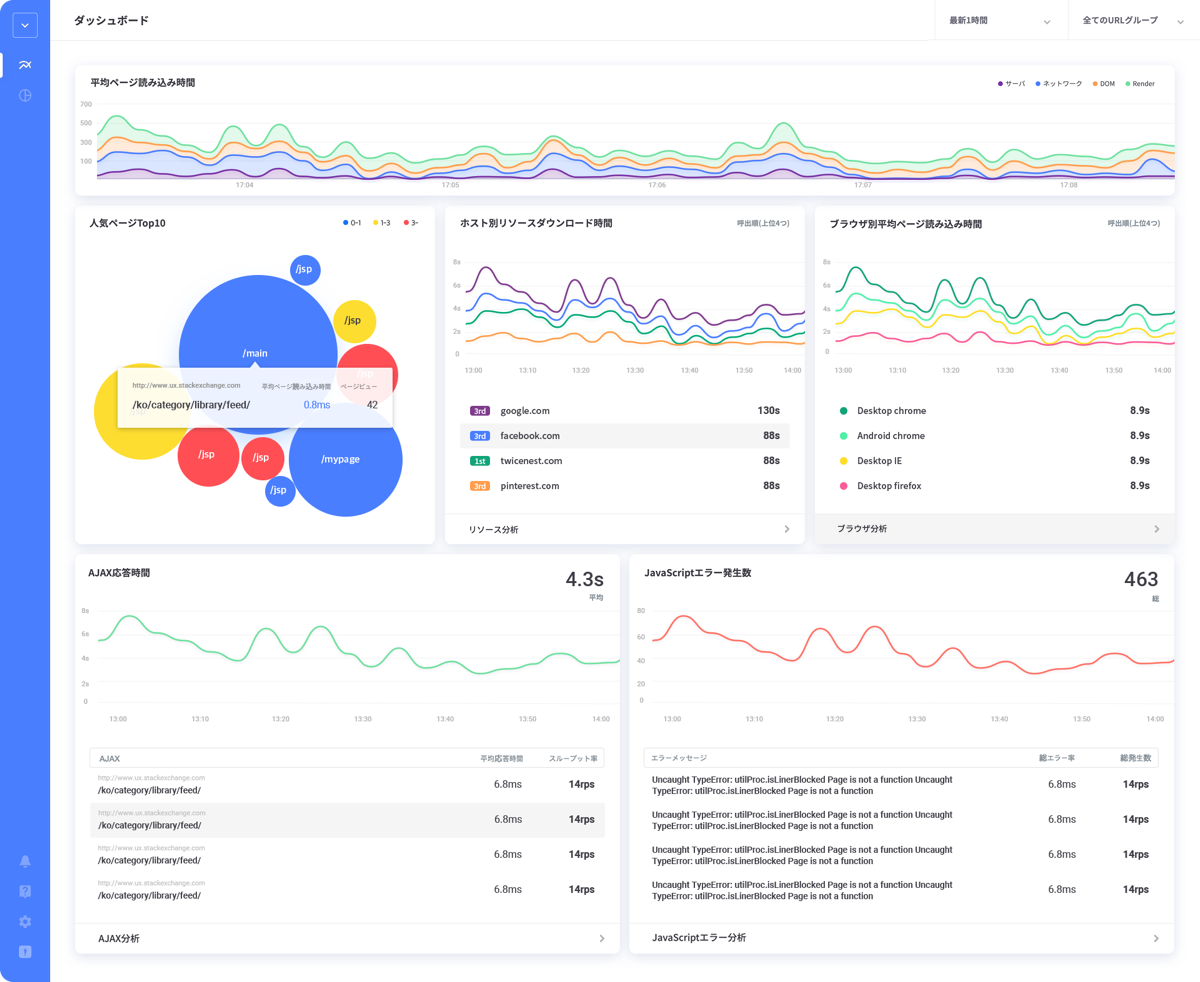 ダッシュボード
最新1時間
全てのURLグループ
平均ページ読み込み時間
サーバ ネットワーク DOM Render
700
500
300
100
17:04 17:05 17:06 17:07 17:08
人気ページTop10
0-1 1-3 3-
/jsp
/jsp
/main
http://www.ux.stackexchange.com 平均ページ読み込み時間 ページビュー
/ko/category/library/feed/ 0.8ms 42
/jsp
/jsp
/mypage
/jsp
ホスト別リソースダウンロード時間
呼出順(上位4つ)
8s
6s
4s
2s
0
13:00 13:10 13:20 13:30 13:40 13:50 14:00
3rd google.com 130s
3rd facebook.com 88s
1st twicenest.com 88s
3rd pinterest.com 88s
リソース分析
ブラウザ別平均ページ読み込み時間
呼出順(上位4つ)
8s
6s
4s
2s
0
13:00 13:10 13:20 13:30 13:40 13:50 14:00
Desktop chrome 8.9s
Android chrome 8.9s
Desktop IE 8.9s
Desktop firefox 8.9s
ブラウザ分析
AJAX応答時間
4.3s
平均
8s
6s
4s
2s
0
13:00 13:10 13:20 13:30 13:40 13:50 14:00
AJAX 平均応答時間 スループット率
http://www.ux.stackexchange.com
/ko/category/library/feed/ 6.8ms 14rps
http://www.ux.stackexchange.com
/ko/category/library/feed/ 6.8ms 14rps
http://www.ux.stackexchange.com
/ko/category/library/feed/ 6.8ms 14rps
http://www.ux.stackexchange.com
/ko/category/library/feed/ 6.8ms 14rps
AJAX分析
JavaScriptエラー発生数
463
総
80
60
40
20
0
13:00 13:10 13:20 13:30 13:40 13:50 14:00
エラーメッセージ 総エラー率 総発生数
Uncaught TypeError: utilProc.isLinerBlocked Page is not a function Uncaught
TypeError: utilProc.isLinerBlocked Page is not a function 6.8ms 14rps
Uncaught TypeError: utilProc.isLinerBlocked Page is not a function Uncaught
TypeError: utilProc.isLinerBlocked Page is not a function 6.8ms 14rps
Uncaught TypeError: utilProc.isLinerBlocked Page is not a function Uncaught
TypeError: utilProc.isLinerBlocked Page is not a function 6.8ms 14rps
Uncaught TypeError: utilProc.isLinerBlocked Page is not a function Uncaught
TypeError: utilProc.isLinerBlocked Page is not a function 6.8ms 14rps
JavaScriptエラー分析